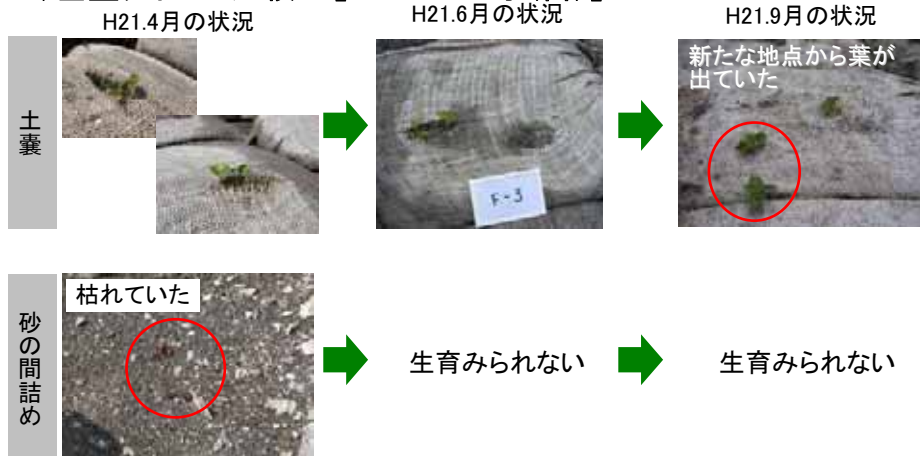 H21.4月の状況
H21.6月の状況
H21.9月の状況
土嚢
新たな地点から葉が
出ていた
F-3
砂の間詰め
枯れていた
生育みられない
生育みられない